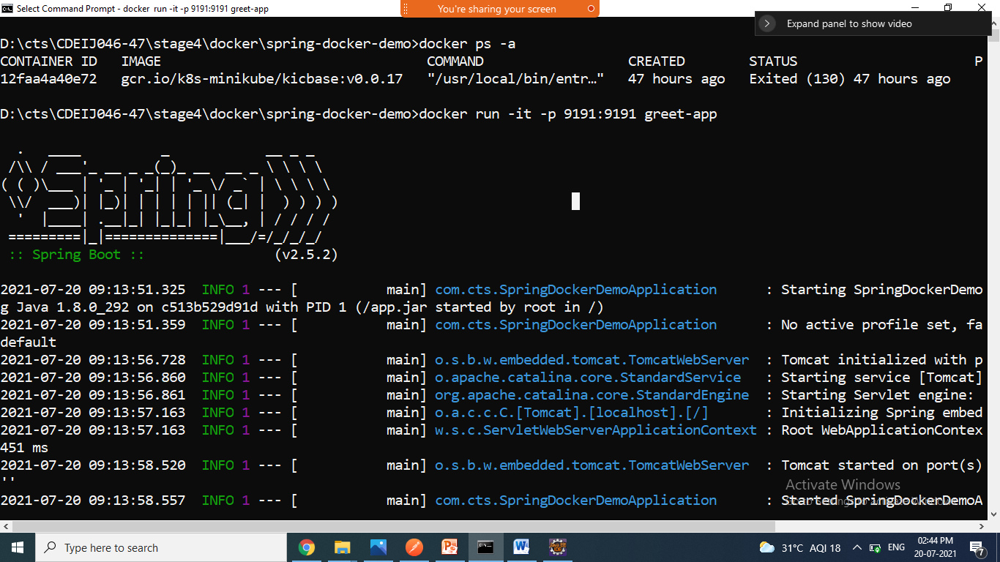 Select Command Prompt - docker run -it -p 9191:9191 greet-app
You're sharing your screen
Expand panel to show video
D:\cts\CDEIJ046-47\stage4\docker\spring-docker-demo>docker ps -a
CONTAINER ID   IMAGE                                 COMMAND                  CREATED        STATUS                      P
12faa4a40e72   gcr.io/k8s-minikube/kicbase:v0.0.17   "/usr/local/bin/entr…"   47 hours ago   Exited (130) 47 hours ago
D:\cts\CDEIJ046-47\stage4\docker\spring-docker-demo>docker run -it -p 9191:9191 greet-app
  .   ____          _            __ _ _
 /\\ / ___'_ __ _ _(_)_ __  __ _ \ \ \ \
( ( )\___ | '_ | '_| | '_ \/ _` | \ \ \ \
 \\/  ___)| |_)| | | | | || (_| |  ) ) ) )
  '  |____| .__|_| |_|_| |_\__, | / / / /
 =========|_|==============|___/=/_/_/_/
 :: Spring Boot ::                (v2.5.2)
2021-07-20 09:13:51.325  INFO 1 --- [           main] com.cts.SpringDockerDemoApplication      : Starting SpringDockerDemo
g Java 1.8.0_292 on c513b529d91d with PID 1 (/app.jar started by root in /)
2021-07-20 09:13:51.359  INFO 1 --- [           main] com.cts.SpringDockerDemoApplication      : No active profile set, fa
default
2021-07-20 09:13:56.728  INFO 1 --- [           main] o.s.b.w.embedded.tomcat.TomcatWebServer  : Tomcat initialized with p
2021-07-20 09:13:56.860  INFO 1 --- [           main] o.apache.catalina.core.StandardService   : Starting service [Tomcat]
2021-07-20 09:13:56.861  INFO 1 --- [           main] org.apache.catalina.core.StandardEngine  : Starting Servlet engine:
2021-07-20 09:13:57.163  INFO 1 --- [           main] o.a.c.c.C.[Tomcat].[localhost].[/]       : Initializing Spring embed
2021-07-20 09:13:57.163  INFO 1 --- [           main] w.s.c.ServletWebServerApplicationContext : Root WebApplicationContex
451 ms
2021-07-20 09:13:58.520  INFO 1 --- [           main] o.s.b.w.embedded.tomcat.TomcatWebServer  : Tomcat started on port(s)
''
Activate Windows
2021-07-20 09:13:58.557  INFO 1 --- [           main] com.cts.SpringDockerDemoApplication      : Started SpringDockerDemoA
Type here to search
31°C AQI 18
ENG
02:44 PM
20-07-2021
7